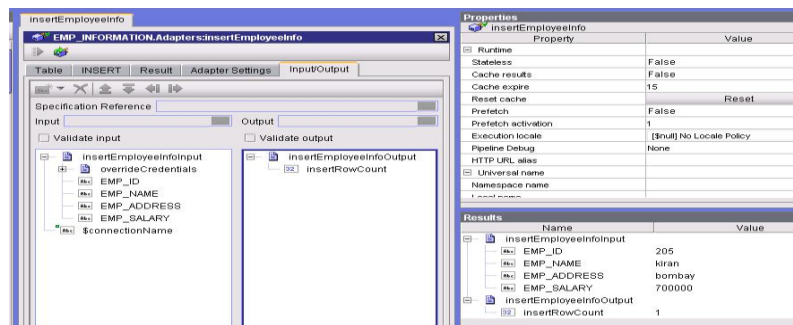 insertEmployeeInfo
EMP_INFORMATION.Adapters:insertEmployeeInfo
Table INSERT Result Adapter Settings Input/Output
Specification Reference
Input Output
Validate input Validate output
insertEmployeeInfoInput
overrideCredentials
EMP_ID
EMP_NAME
EMP_ADDRESS
EMP_SALARY
$connectionName
insertEmployeeInfoOutput
insertRowCount
Properties
insertEmployeeInfo
Property Value
Runtime
Stateless False
Cache results False
Cache expire 15
Reset cache Reset
Prefetch False
Prefetch activation 1
Execution locale [$null] No Locale Policy
Pipeline Debug None
HTTP URL alias
Universal name
Namespace name
Local name
Results
Name Value
insertEmployeeInfoInput
EMP_ID 205
EMP_NAME kiran
EMP_ADDRESS bombay
EMP_SALARY 700000
insertEmployeeInfoOutput
insertRowCount 1